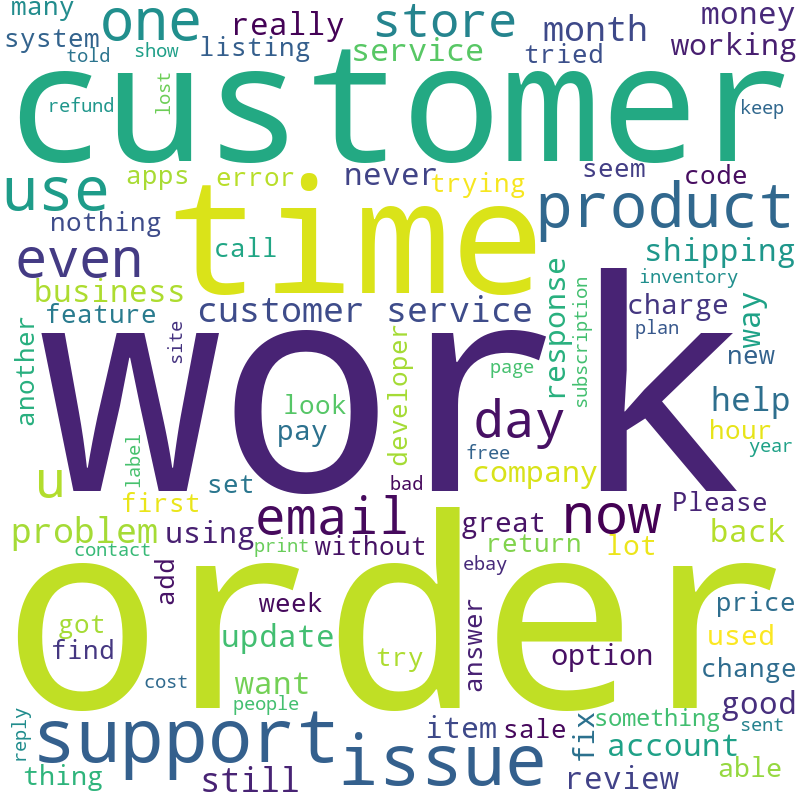 many
one
really
store
month
money
system
told
show
listing
service
tried
working
customer
refund
lost
keep
use
apps
error
never
trying
seem
code
nothing
time
product
even
call
shipping
business
response
subscription
inventory
feature
customer service
charge
way
another
site
developer
plan
new
work
page
look
pay
day
help
free
hour
year
label
u
set
bad
company
first
email
now
Please
problem
using
great
back
contact
print
without
return
lot
add
ebay
order
week
answer
price
got
find
update
try
option
used
change
cost
want
people
good
reply
support
issue
item
sale
fix
something
sent
account
thing
still
review
able